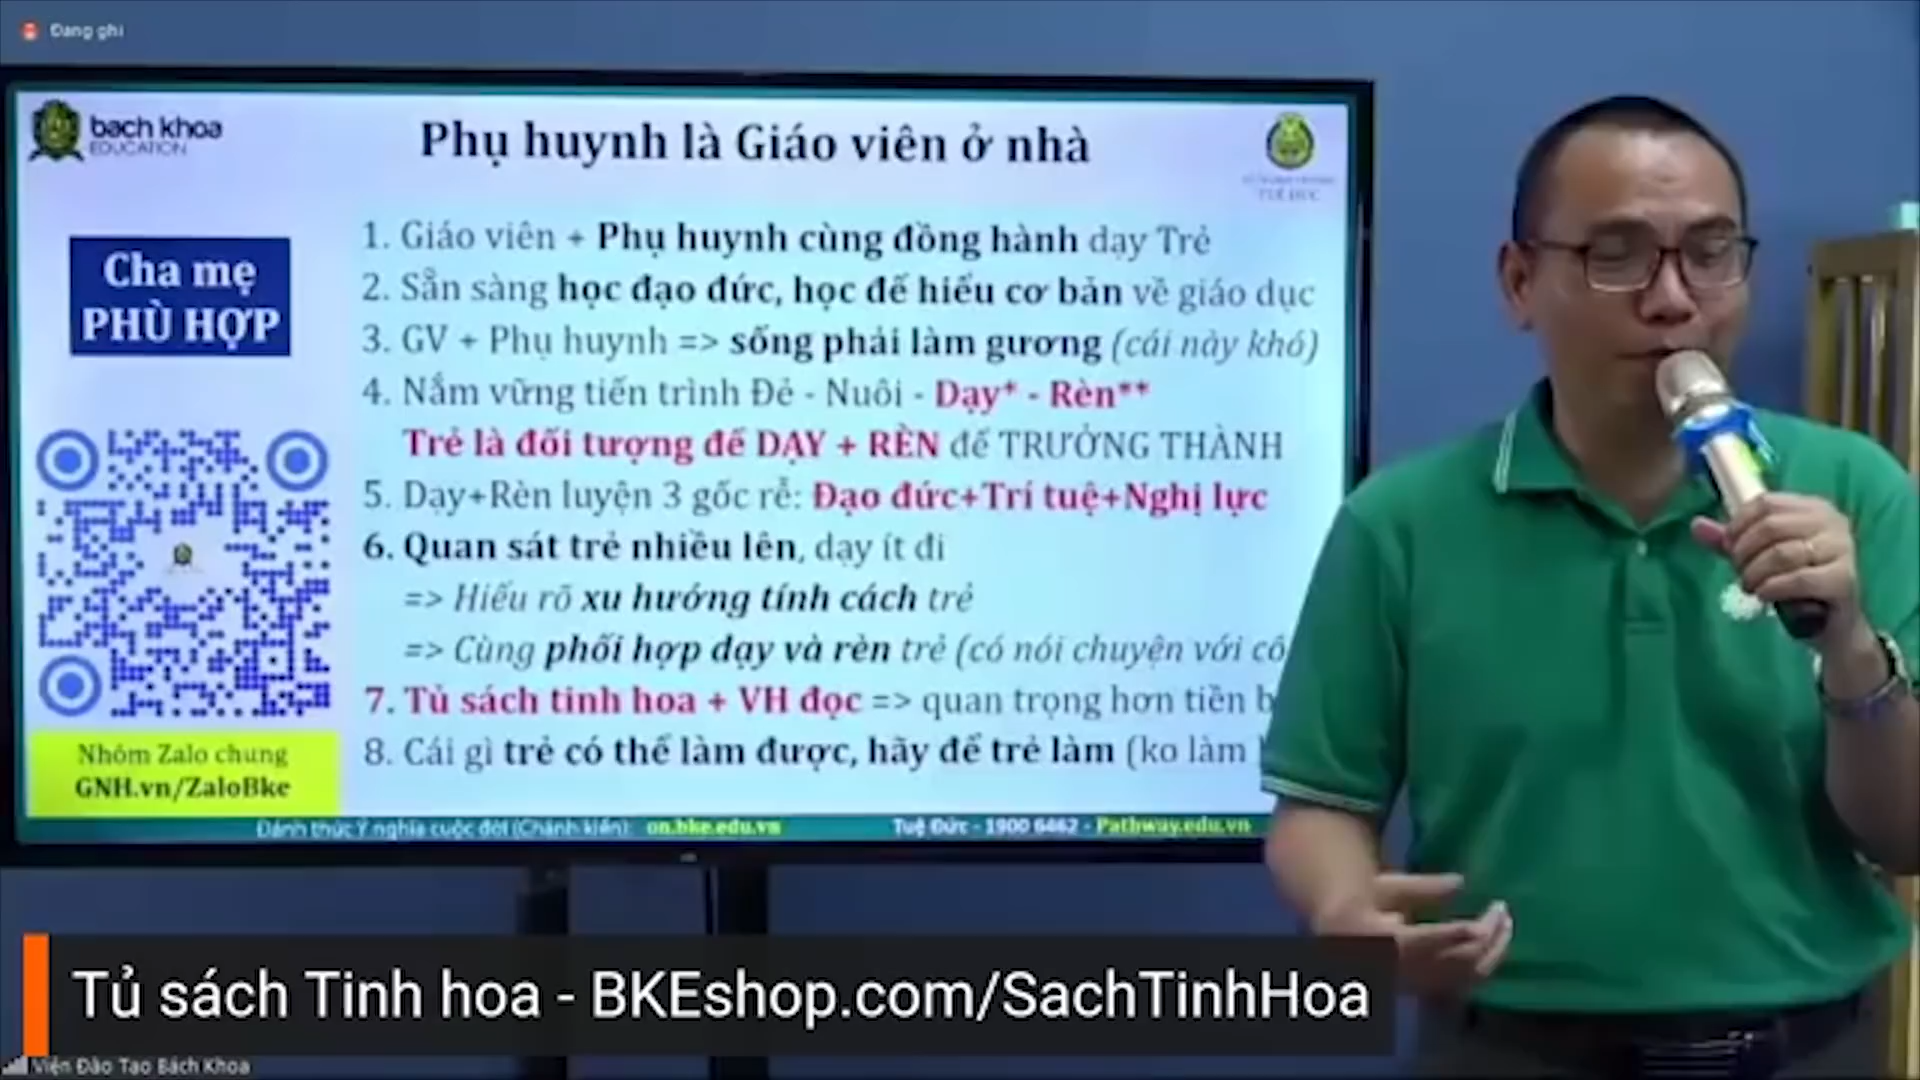 Đang ghi
bach khoa
EDUCATION
Phụ huynh là Giáo viên ở nhà
TUỆ ĐỨC
Cha mẹ
PHÙ HỢP
1. Giáo viên + Phụ huynh cùng đồng hành dạy Trẻ
2. Sẵn sàng học đạo đức, học để hiểu cơ bản về giáo dục
3. GV + Phụ huynh => sống phải làm gương (cái này khó)
4. Nắm vững tiến trình Đẻ - Nuôi - Dạy* - Rèn**
Trẻ là đối tượng để DẠY + RÈN để TRƯỞNG THÀNH
5. Dạy+Rèn luyện 3 gốc rễ: Đạo đức+Trí tuệ+Nghị lực
6. Quan sát trẻ nhiều lên, dạy ít đi
=> Hiểu rõ xu hướng tính cách trẻ
=> Cùng phối hợp dạy và rèn trẻ (có nói chuyện với cô
7. Tủ sách tinh hoa + VH đọc => quan trọng hơn tiền b
8. Cái gì trẻ có thể làm được, hãy để trẻ làm (ko làm
Nhóm Zalo chung
GNH.vn/ZaloBke
Đánh thức Ý nghĩa cuộc đời (Chánh kiến): on.bke.edu.vn
Tuệ Đức - 1900 6462 - Pathway.edu.vn
Tủ sách Tinh hoa - BKEshop.com/SachTinhHoa
Viện Đào Tạo Bách Khoa